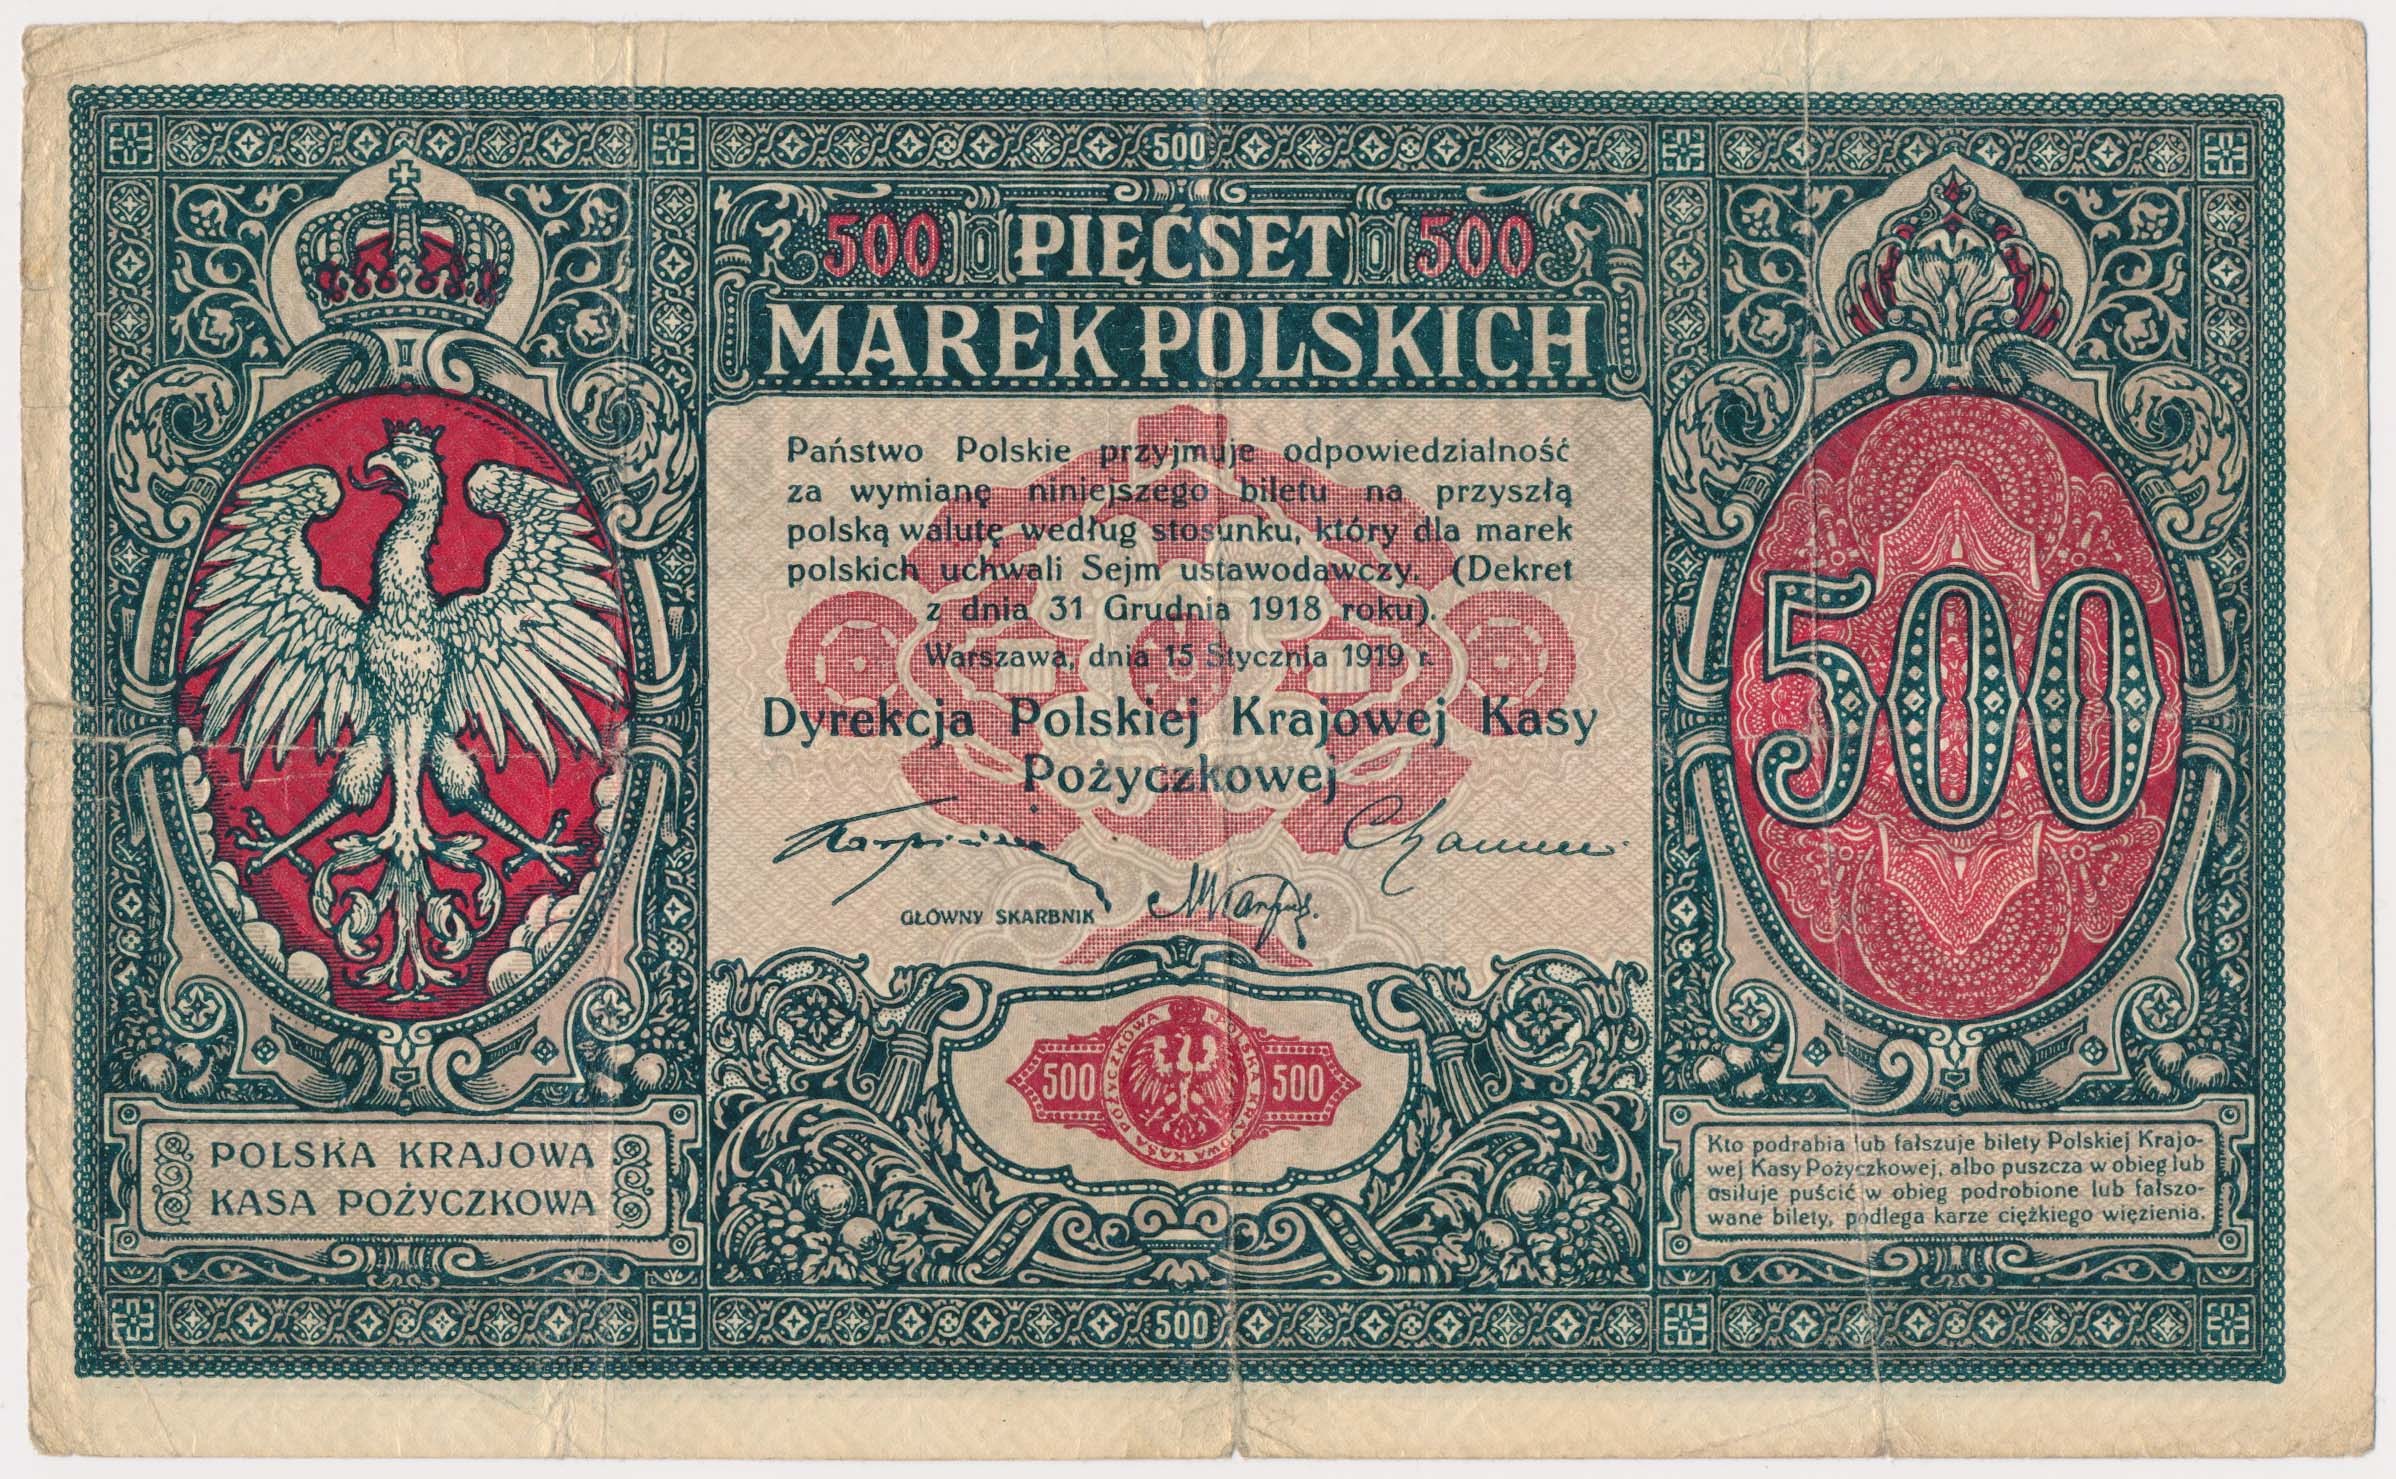 500
500 PIĘĆSET 500
MAREK POLSKICH
Państwo Polskie przyjmuje odpowiedzialność
za wymianę niniejszego biletu na przyszłą
polską walutę według stosunku, który dla marek
polskich uchwali Sejm ustawodawczy. (Dekret
z dnia 31 Grudnia 1918 roku).
Warszawa, dnia 15 Stycznia 1919 r.
Dyrekcja Polskiej Krajowej Kasy
Pożyczkowej
GŁÓWNY SKARBNIK
500
500 500
POLSKA KRAJOWA KASA POŻYCZKOWA
POLSKA KRAJOWA
KASA POŻYCZKOWA
Kto podrabia lub fałszuje bilety Polskiej Krajo-
wej Kasy Pożyczkowej, albo puszcza w obieg lub
usiłuje puścić w obieg podrobione lub fałszo-
wane bilety, podlega karze ciężkiego więzienia.
500